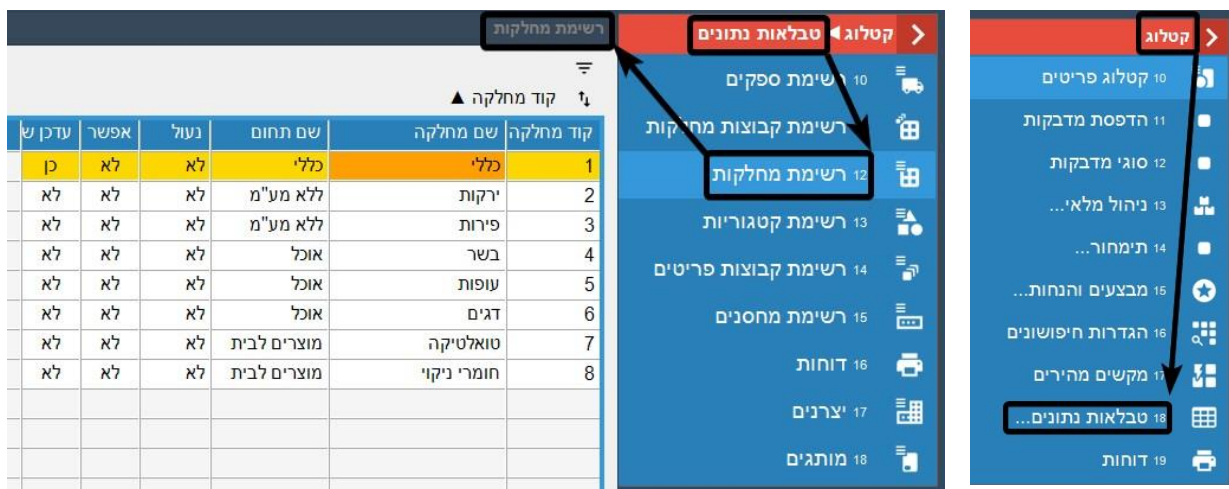 קטלוג
10 קטלוג פריטים
11 הדפסת מדבקות
12 סוגי מדבקות
13 ניהול מלאי...
14 תימחור...
15 מבצעים והנחות...
16 הגדרות חיפושונים
17 מקשים מהירים
18 טבלאות נתונים...
19 דוחות
קטלוג ◀ טבלאות נתונים
10 רשימת ספקים
רשימת קבוצות מחלקות
12 רשימת מחלקות
13 רשימת קטגוריות
14 רשימת קבוצות פריטים
15 רשימת מחסנים
16 דוחות
17 יצרנים
18 מותגים
רשימת מחלקות
קוד מחלקה ▲
קוד מחלקה שם מחלקה שם תחום נעול אפשר עדכן ש
1 כללי כללי לא לא כן
2 ירקות ללא מע"מ לא לא לא
3 פירות ללא מע"מ לא לא לא
4 בשר אוכל לא לא לא
5 עופות אוכל לא לא לא
6 דגים אוכל לא לא לא
7 טואלטיקה מוצרים לבית לא לא לא
8 חומרי ניקוי מוצרים לבית לא לא לא